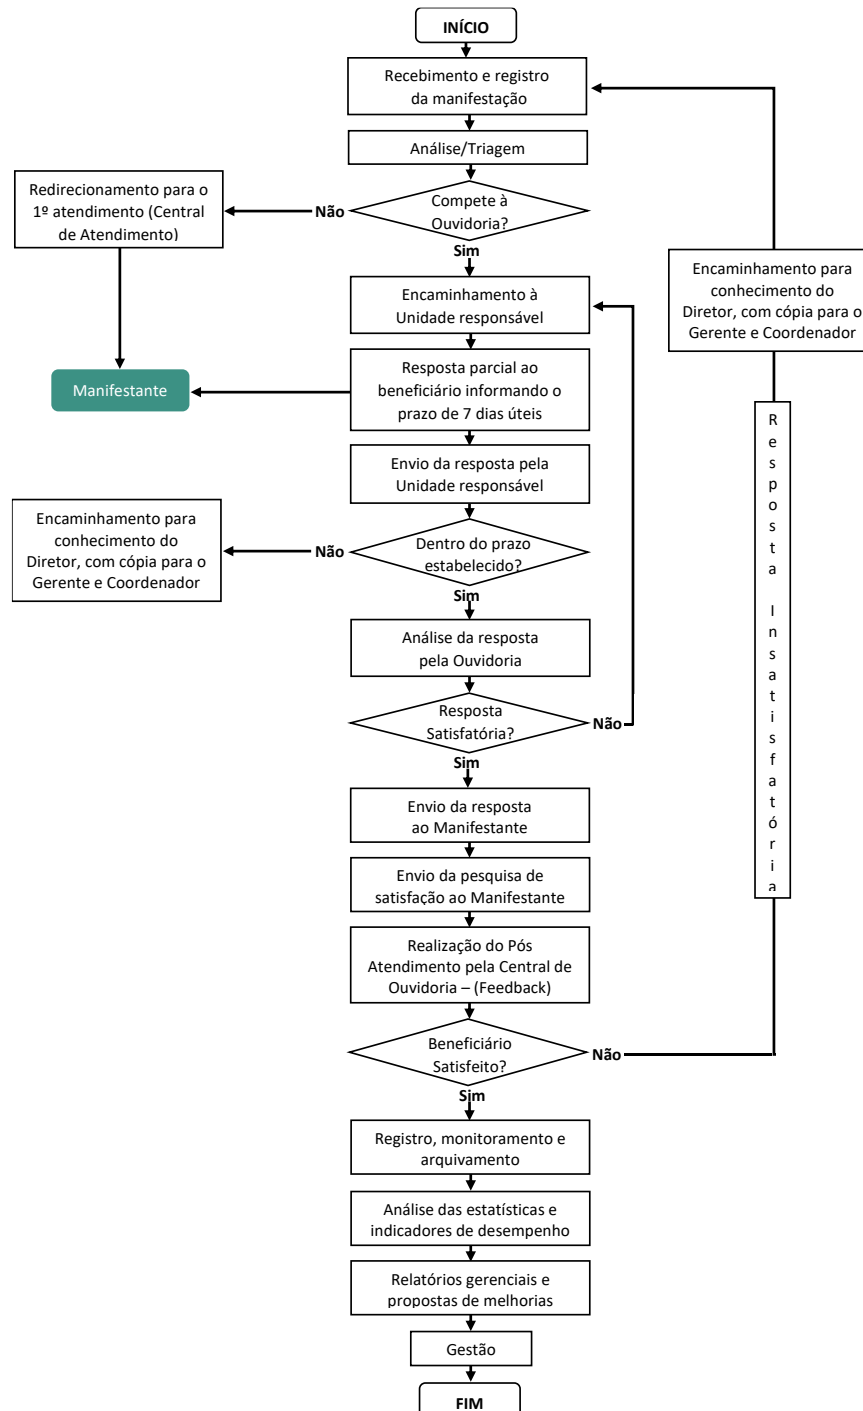 INÍCIO
Recebimento e registro
da manifestação
Análise/Triagem
Redirecionamento para o
1º atendimento (Central
de Atendimento)
Não
Compete à
Ouvidoria?
Sim
Encaminhamento para
conhecimento do
Diretor, com cópia para o
Gerente e Coordenador
Encaminhamento à
Unidade responsável
Manifestante
Resposta parcial ao
beneficiário informando o
prazo de 7 dias úteis
Envio da resposta pela
Unidade responsável
Encaminhamento para
conhecimento do
Diretor, com cópia para o
Gerente e Coordenador
Não
Dentro do prazo
estabelecido?
Sim
Análise da resposta
pela Ouvidoria
Resposta
Satisfatória?
Não
Sim
Resposta Insatisfatória
Envio da resposta
ao Manifestante
Envio da pesquisa de
satisfação ao Manifestante
Realização do Pós
Atendimento pela Central de
Ouvidoria – (Feedback)
Beneficiário
Satisfeito?
Não
Sim
Registro, monitoramento e
arquivamento
Análise das estatísticas e
indicadores de desempenho
Relatórios gerenciais e
propostas de melhorias
Gestão
FIM